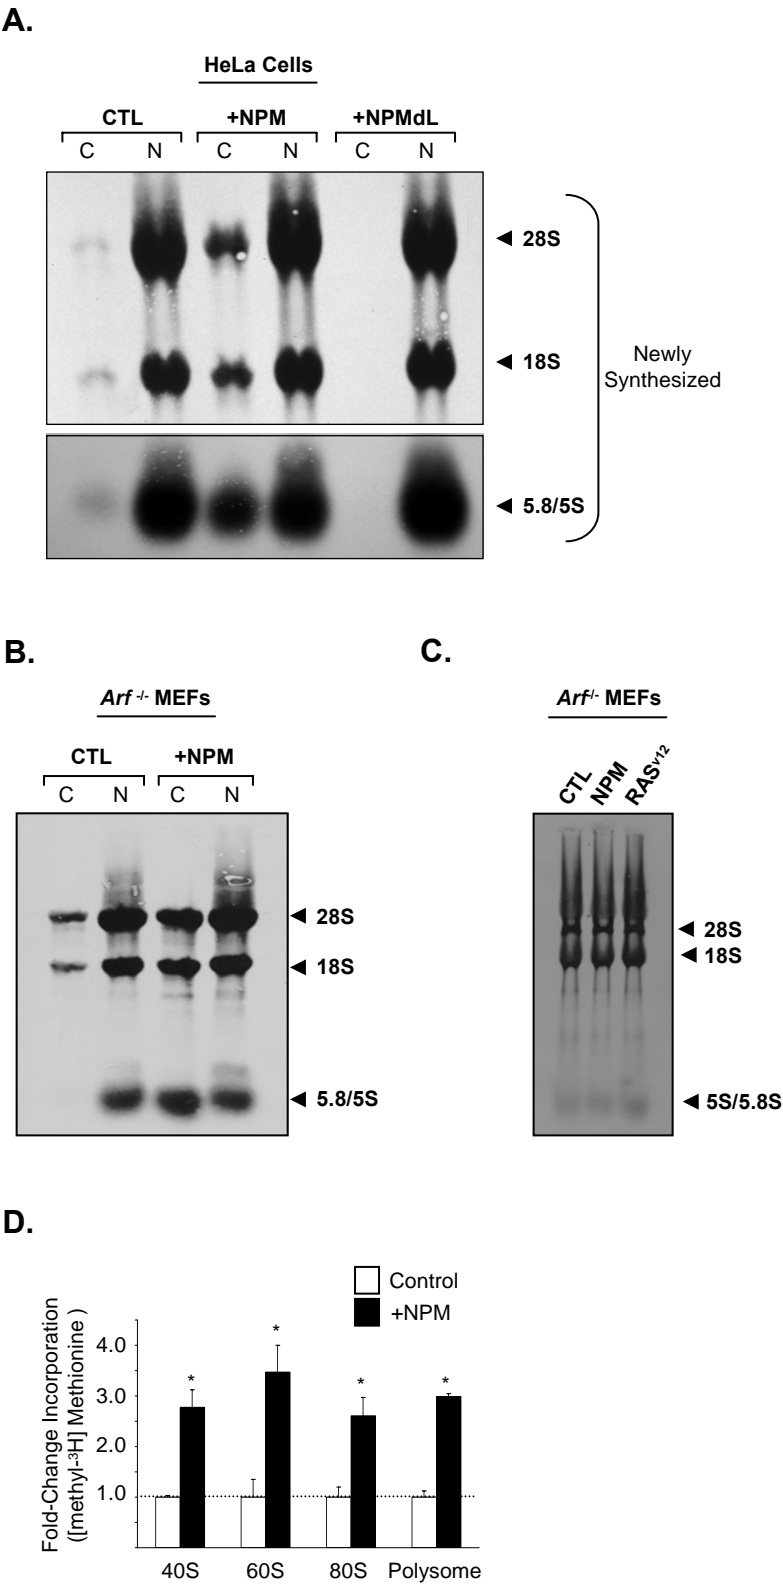 A.
HeLa Cells
CTL +NPM +NPMdL
C N C N C N
◄ 28S
◄ 18S
Newly
Synthesized
◄ 5.8/5S
B.
Arf -/- MEFs
CTL +NPM
C N C N
◄ 28S
◄ 18S
◄ 5.8/5S
C.
Arf-/- MEFs
CTL NPM RASv12
◄ 28S
◄ 18S
◄ 5S/5.8S
D.
Control
+NPM
Fold-Change Incorporation
([methyl-³H] Methionine )
4.0
3.0
2.0
1.0
* * * *
40S 60S 80S Polysome